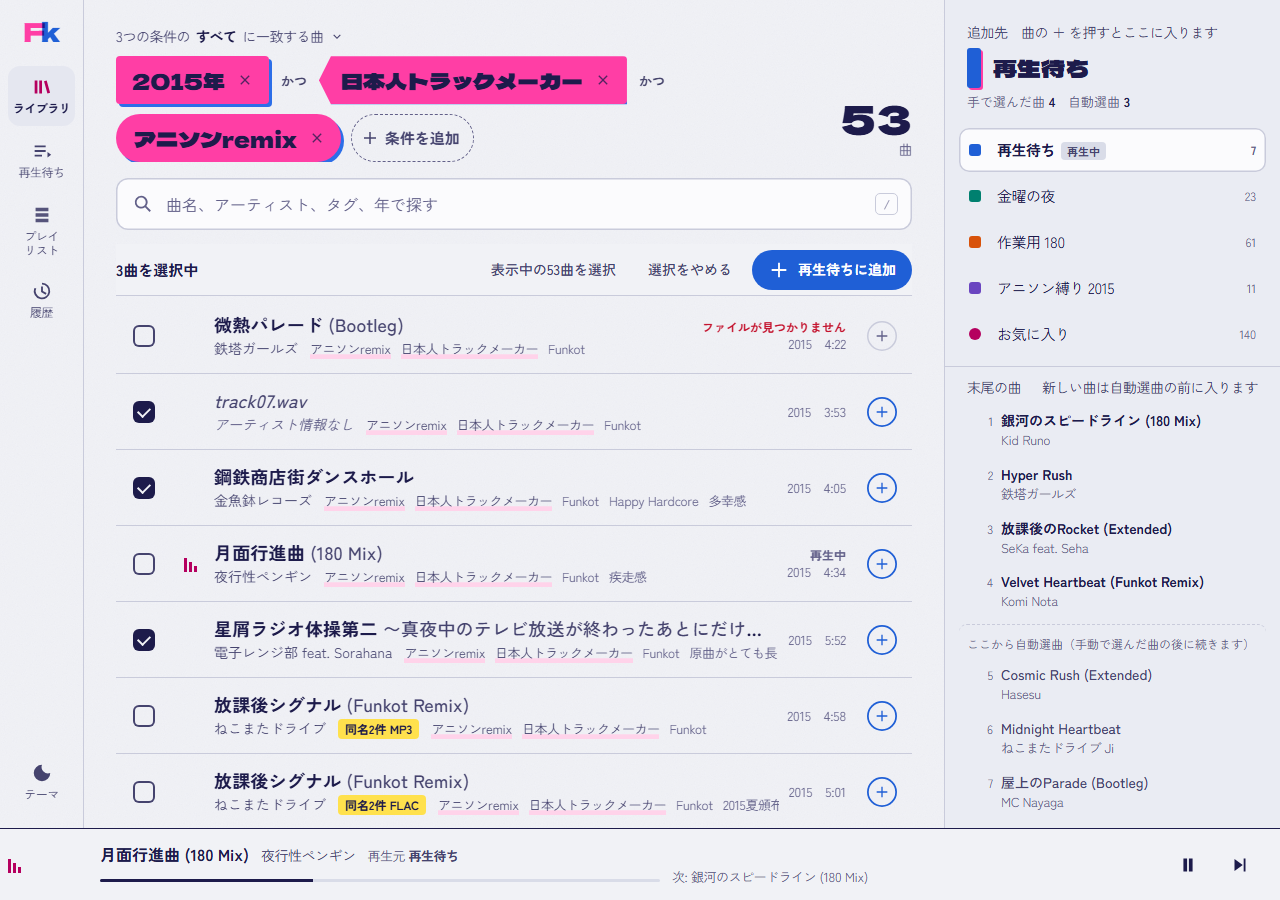 Fk
ライブラリ
再生待ち
プレイ
リスト
履歴
テーマ
3つの条件の すべて に一致する曲
2015年 × かつ 日本人トラックメーカー × かつ
アニソンremix × + 条件を追加
53
曲
曲名、アーティスト、タグ、年で探す /
3曲を選択中 表示中の53曲を選択 選択をやめる + 再生待ちに追加
微熱パレード (Bootleg) ファイルが見つかりません
鉄塔ガールズ アニソンremix 日本人トラックメーカー Funkot 2015 4:22
track07.wav
アーティスト情報なし アニソンremix 日本人トラックメーカー Funkot 2015 3:53
鋼鉄商店街ダンスホール
金魚鉢レコーズ アニソンremix 日本人トラックメーカー Funkot Happy Hardcore 多幸感 2015 4:05
月面行進曲 (180 Mix) 再生中
夜行性ペンギン アニソンremix 日本人トラックメーカー Funkot 疾走感 2015 4:34
星屑ラジオ体操第二 〜真夜中のテレビ放送が終わったあとにだけ… 2015 5:52
電子レンジ部 feat. Sorahana アニソンremix 日本人トラックメーカー Funkot 原曲がとても長
放課後シグナル (Funkot Remix)
ねこまたドライブ 同名2件 MP3 アニソンremix 日本人トラックメーカー Funkot 2015 4:58
放課後シグナル (Funkot Remix)
ねこまたドライブ 同名2件 FLAC アニソンremix 日本人トラックメーカー Funkot 2015夏頒 2015 5:01
追加先 曲の + を押すとここに入ります
再生待ち
手で選んだ曲 4 自動選曲 3
再生待ち 再生中 7
金曜の夜 23
作業用 180 61
アニソン縛り 2015 11
お気に入り 140
末尾の曲 新しい曲は自動選曲の前に入ります
1 銀河のスピードライン (180 Mix)
Kid Runo
2 Hyper Rush
鉄塔ガールズ
3 放課後のRocket (Extended)
SeKa feat. Seha
4 Velvet Heartbeat (Funkot Remix)
Komi Nota
ここから自動選曲（手動で選んだ曲の後に続きます）
5 Cosmic Rush (Extended)
Hasesu
6 Midnight Heartbeat
ねこまたドライブ Ji
7 屋上のParade (Bootleg)
MC Nayaga
月面行進曲 (180 Mix) 夜行性ペンギン 再生元 再生待ち
次: 銀河のスピードライン (180 Mix)